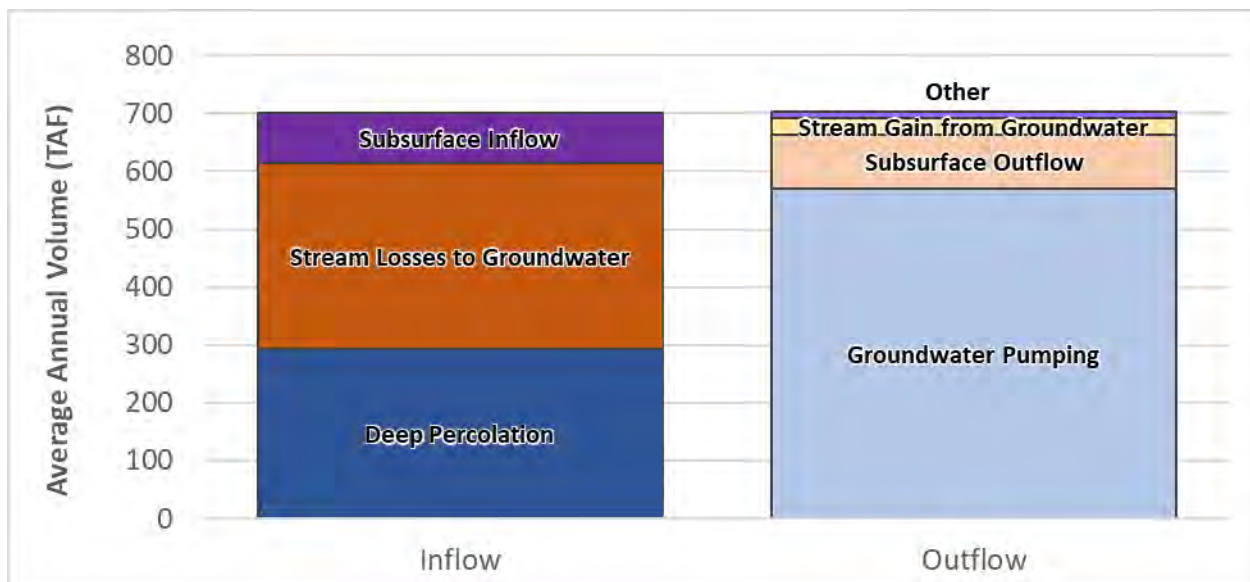 Average Annual Volume (TAF)
800
700
600
500
400
300
200
100
0
Subsurface Inflow
Stream Losses to Groundwater
Deep Percolation
Other
Stream Gain from Groundwater
Subsurface Outflow
Groundwater Pumping
Inflow
Outflow